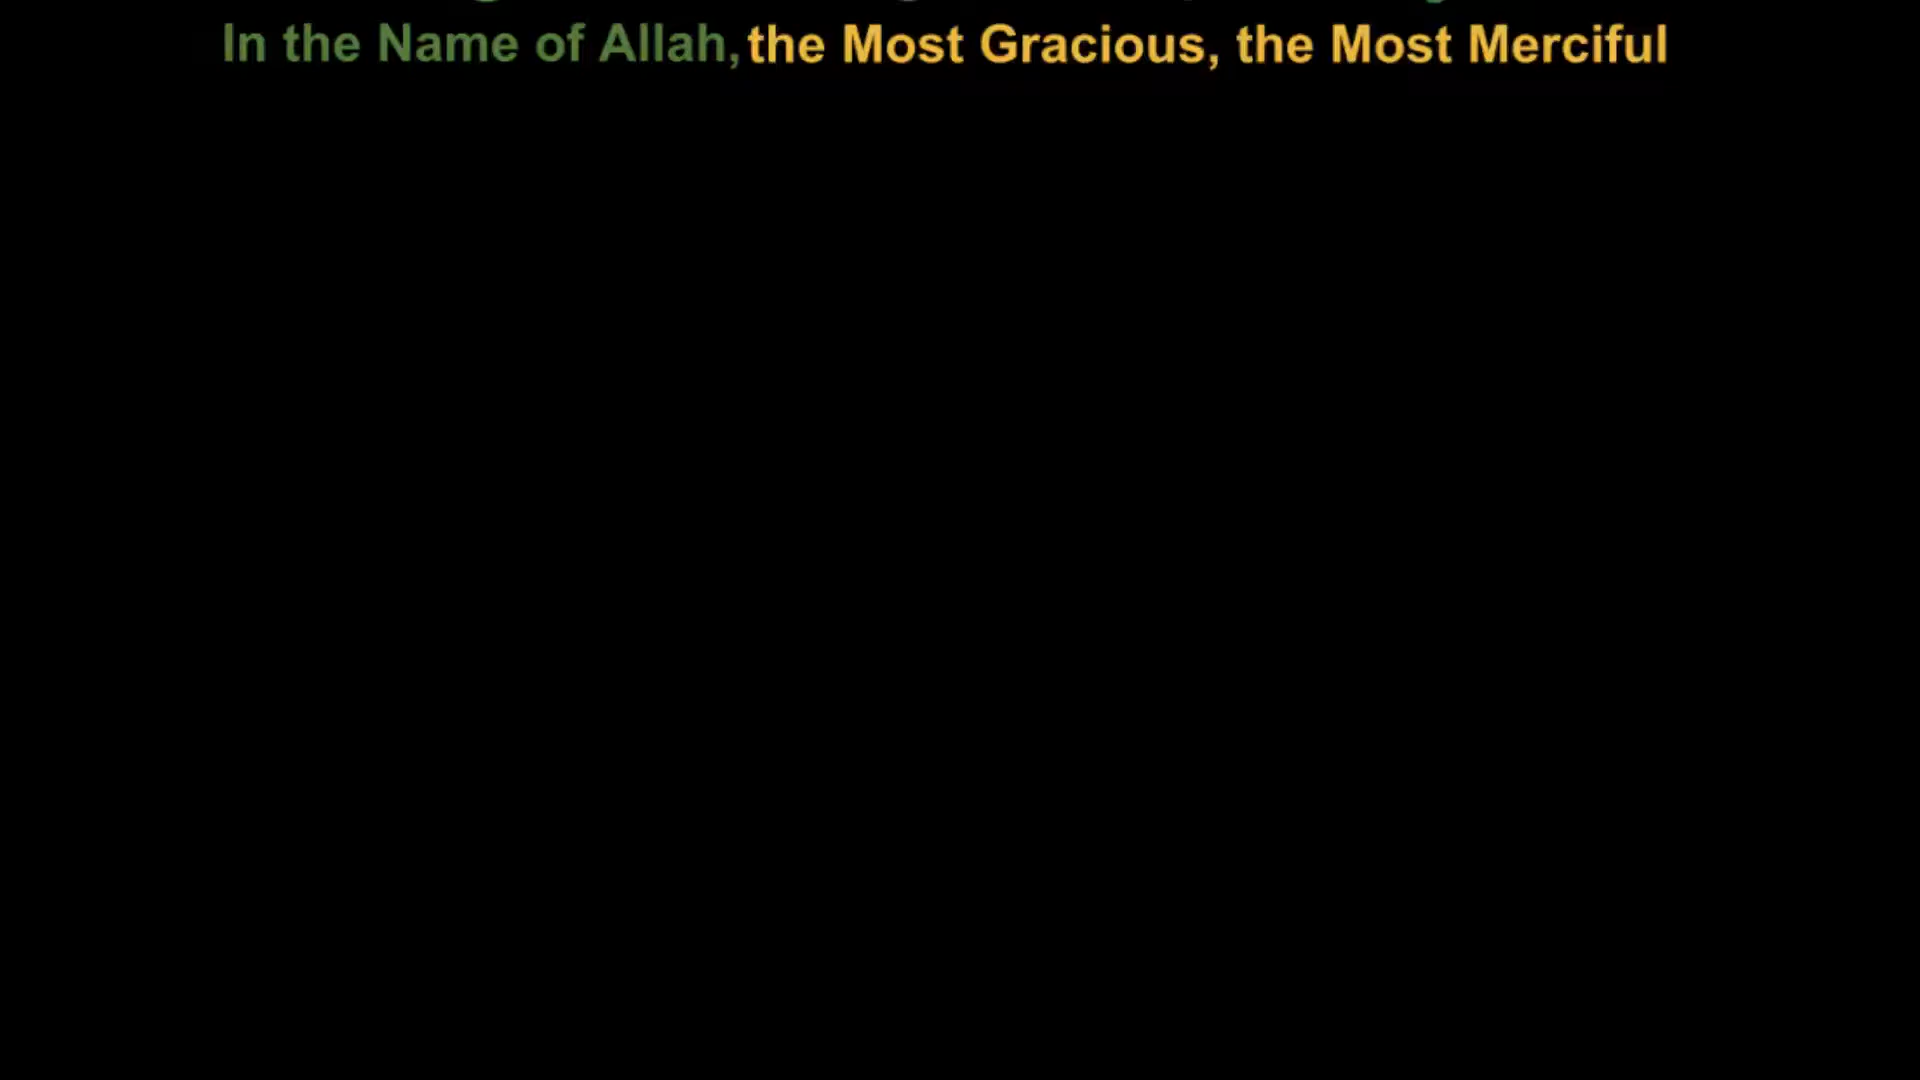 In the Name of Allah, the Most Gracious, the Most Merciful